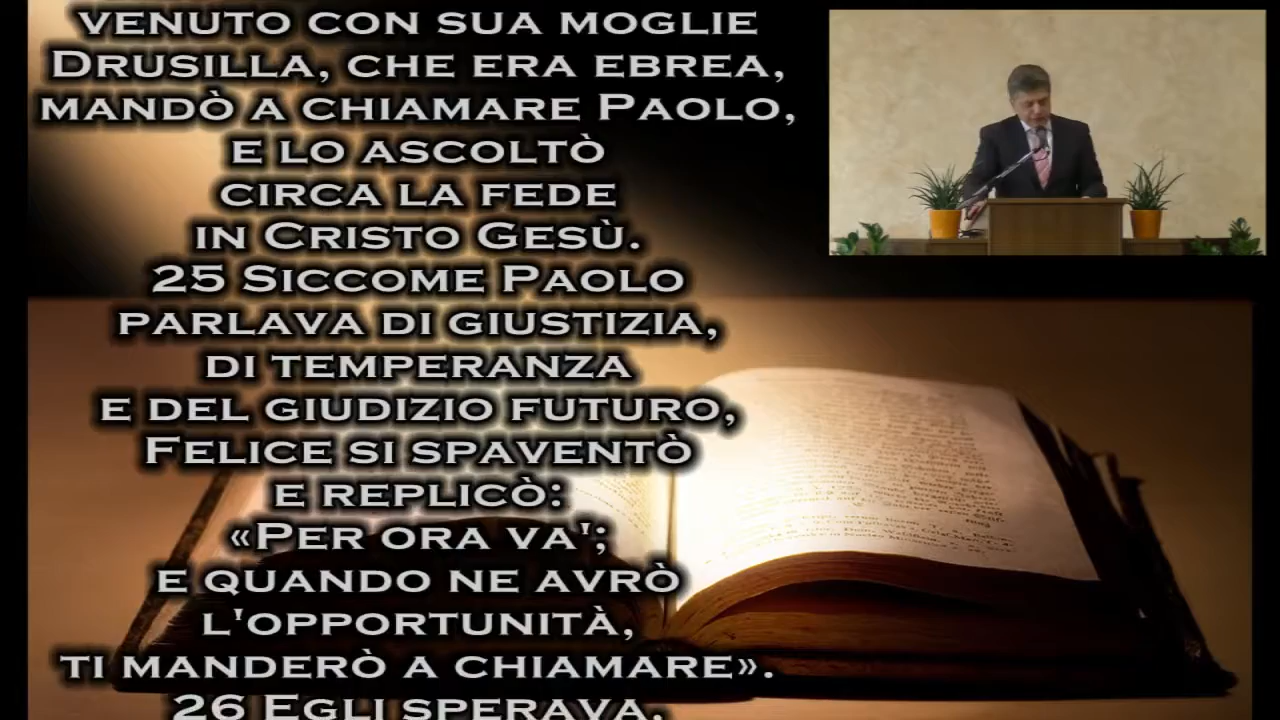 VENUTO CON SUA MOGLIE
DRUSILLA, CHE ERA EBREA,
MANDÒ A CHIAMARE PAOLO,
E LO ASCOLTÒ
CIRCA LA FEDE
IN CRISTO GESÙ.
25 SICCOME PAOLO
PARLAVA DI GIUSTIZIA,
DI TEMPERANZA
E DEL GIUDIZIO FUTURO,
FELICE SI SPAVENTÒ
E REPLICÒ:
«PER ORA VA';
E QUANDO NE AVRÒ
L'OPPORTUNITÀ,
TI MANDERÒ A CHIAMARE».
26 EGLI SPERAVA,